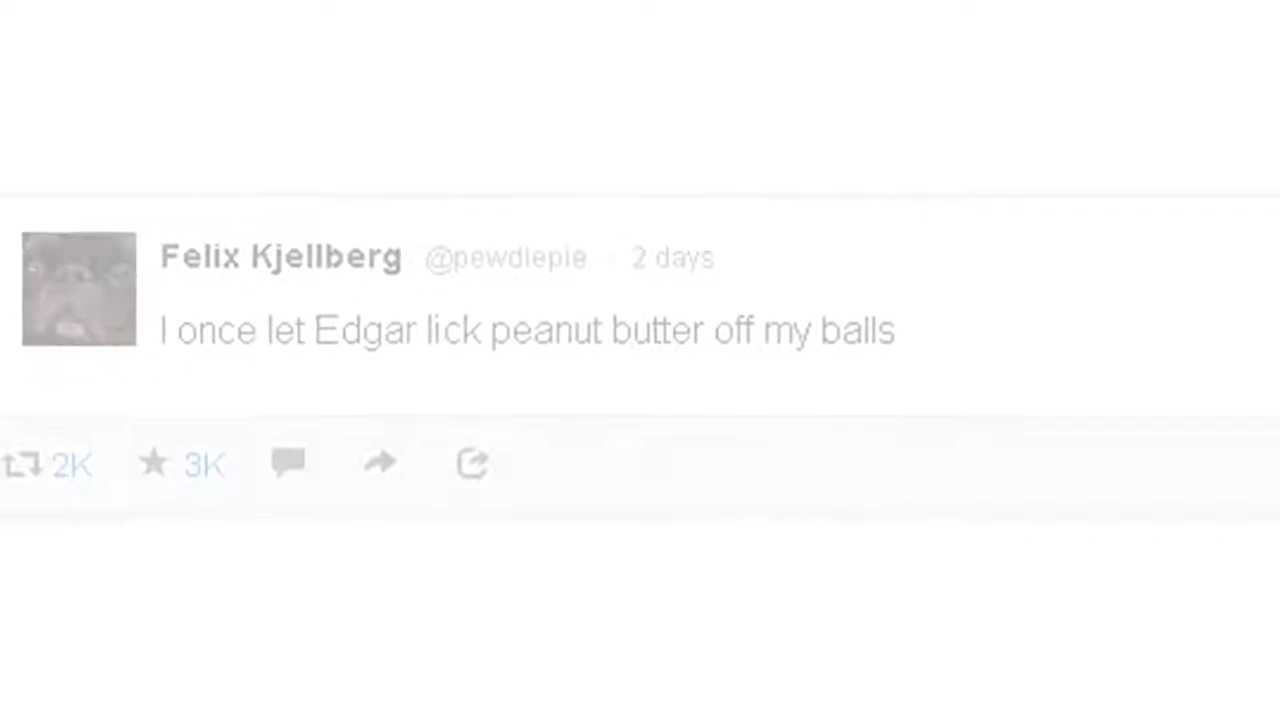 Felix Kjellberg @pewdiepie · 2 days
I once let Edgar lick peanut butter off my balls
2K 3K